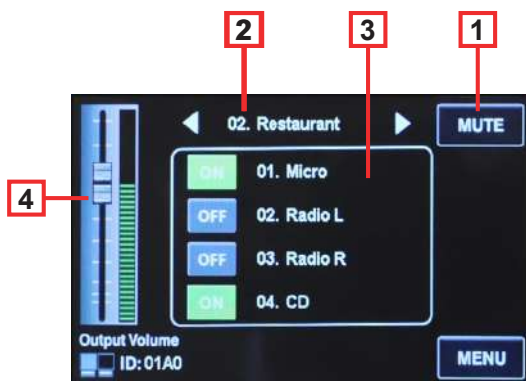 2 3 1
02. Restaurant MUTE
ON 01. Micro
4
OFF 02. Radio L
OFF 03. Radio R
ON 04. CD
Output Volume
ID: 01A0 MENU